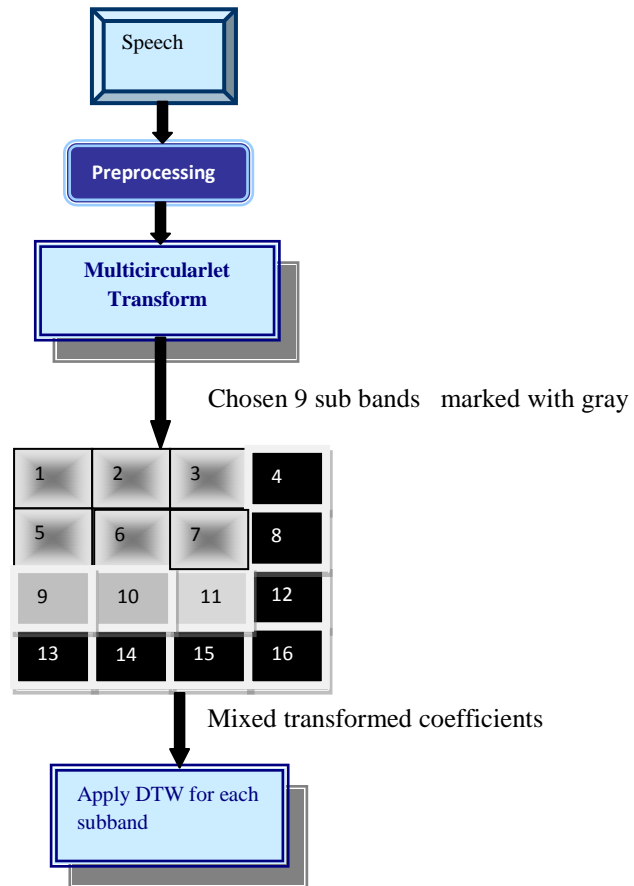 Speech
Preprocessing
Multicircularlet
Transform
Chosen 9 sub bands marked with gray
1 2 3 4
5 6 7 8
9 10 11 12
13 14 15 16
Mixed transformed coefficients
Apply DTW for each
subband